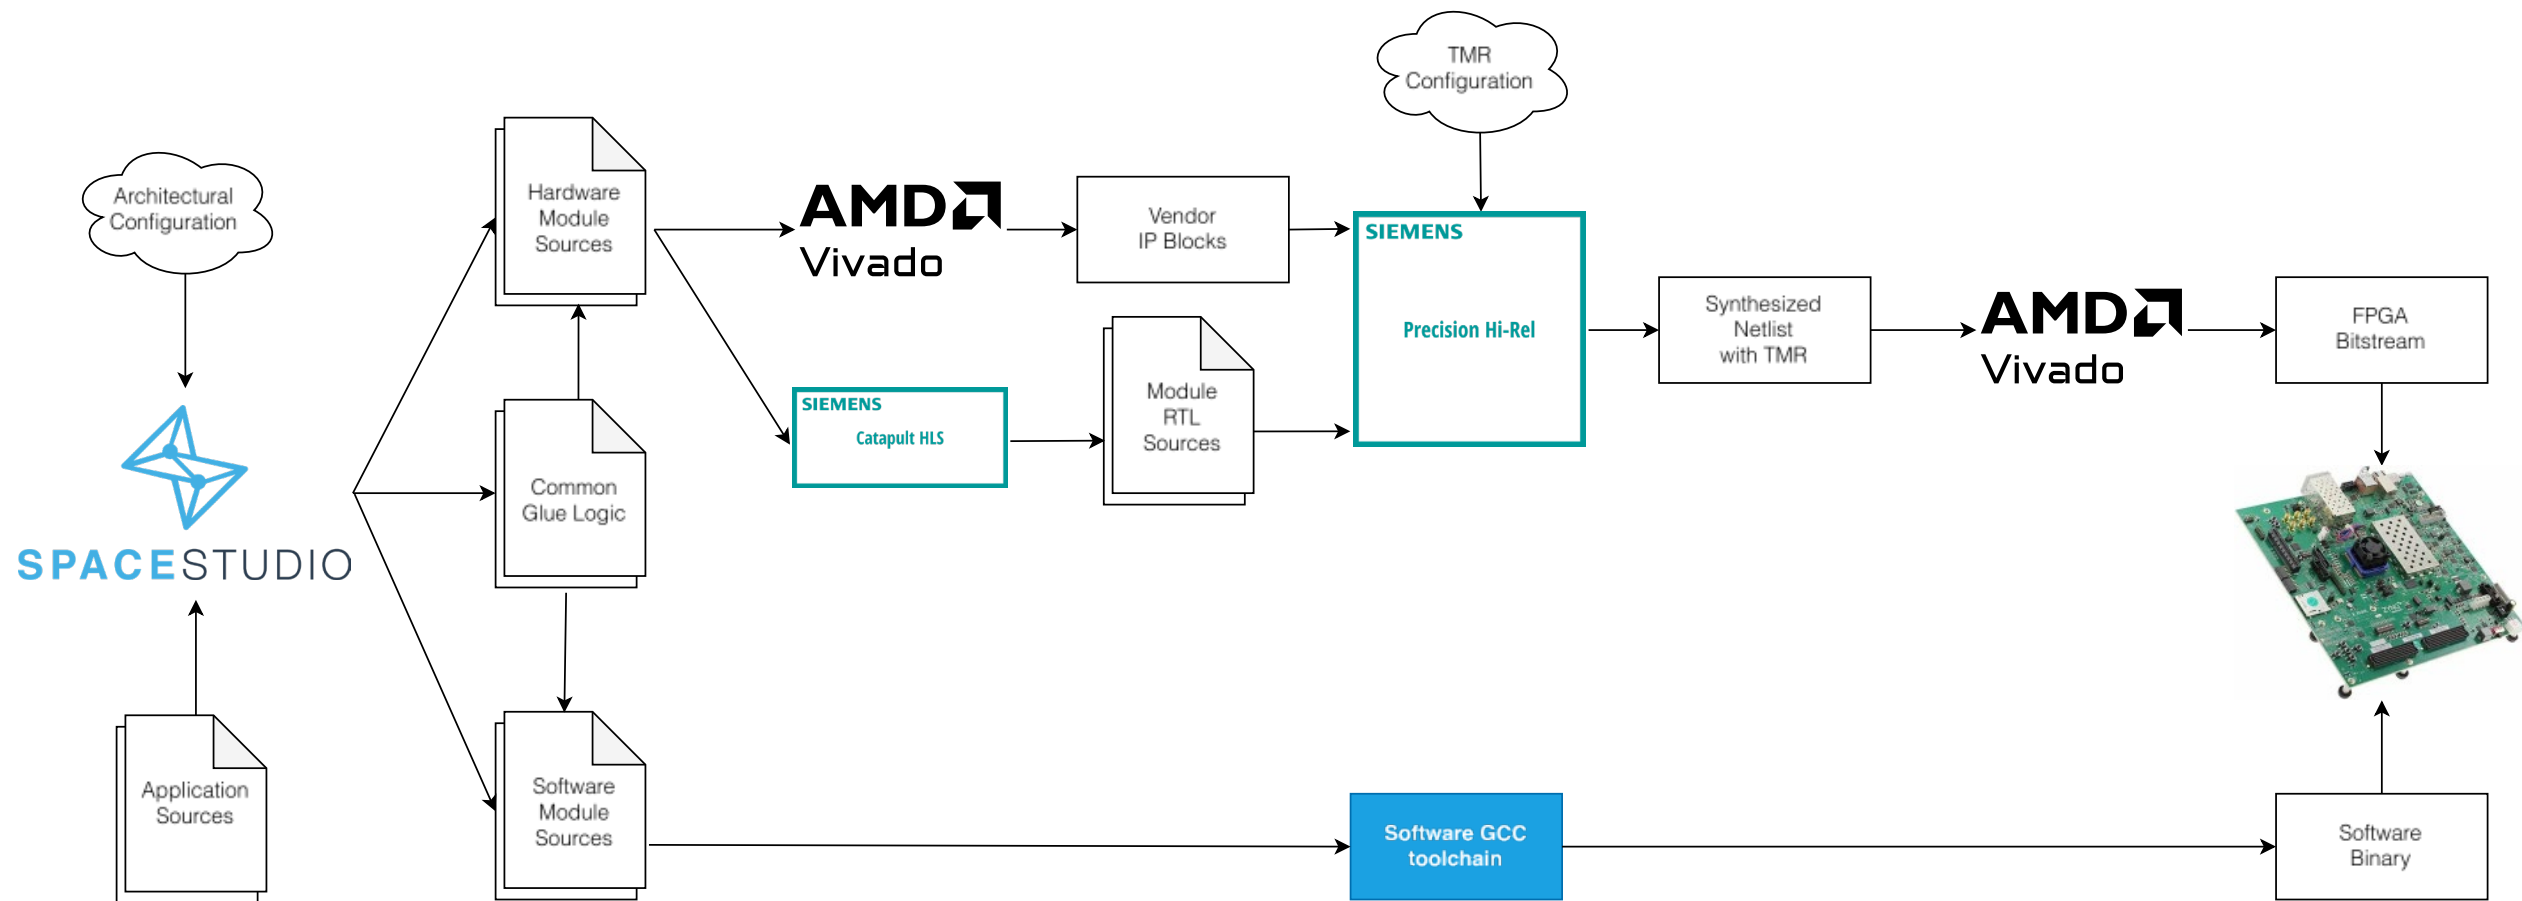 TMR
Configuration
Architectural
Configuration
Hardware
Module
Sources
AMD
Vivado
Vendor
IP Blocks
SIEMENS
Precision Hi-Rel
Synthesized
Netlist
with TMR
AMD
Vivado
FPGA
Bitstream
SIEMENS
Catapult HLS
Module
RTL
Sources
Common
Glue Logic
SPACESTUDIO
Application
Sources
Software
Module
Sources
Software GCC
toolchain
Software
Binary